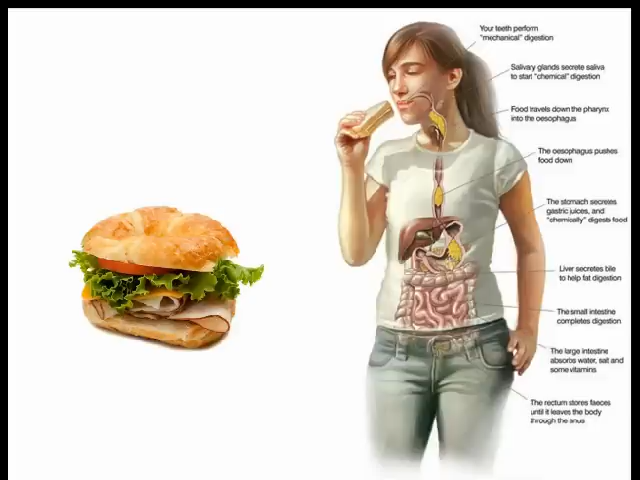 Your teeth perform
"mechanical" digestion
Salivary glands secrete saliva
to start "chemical" digestion
Food travels down the pharynx
into the oesophagus
The oesophagus pushes
food down
The stomach secretes
gastric juices, and
"chemically" digests food
Liver secretes bile
to help fat digestion
The small intestine
completes digestion
The large intestine
absorbs water, salt and
some vitamins
The rectum stores faeces
until it leaves the body
through the anus